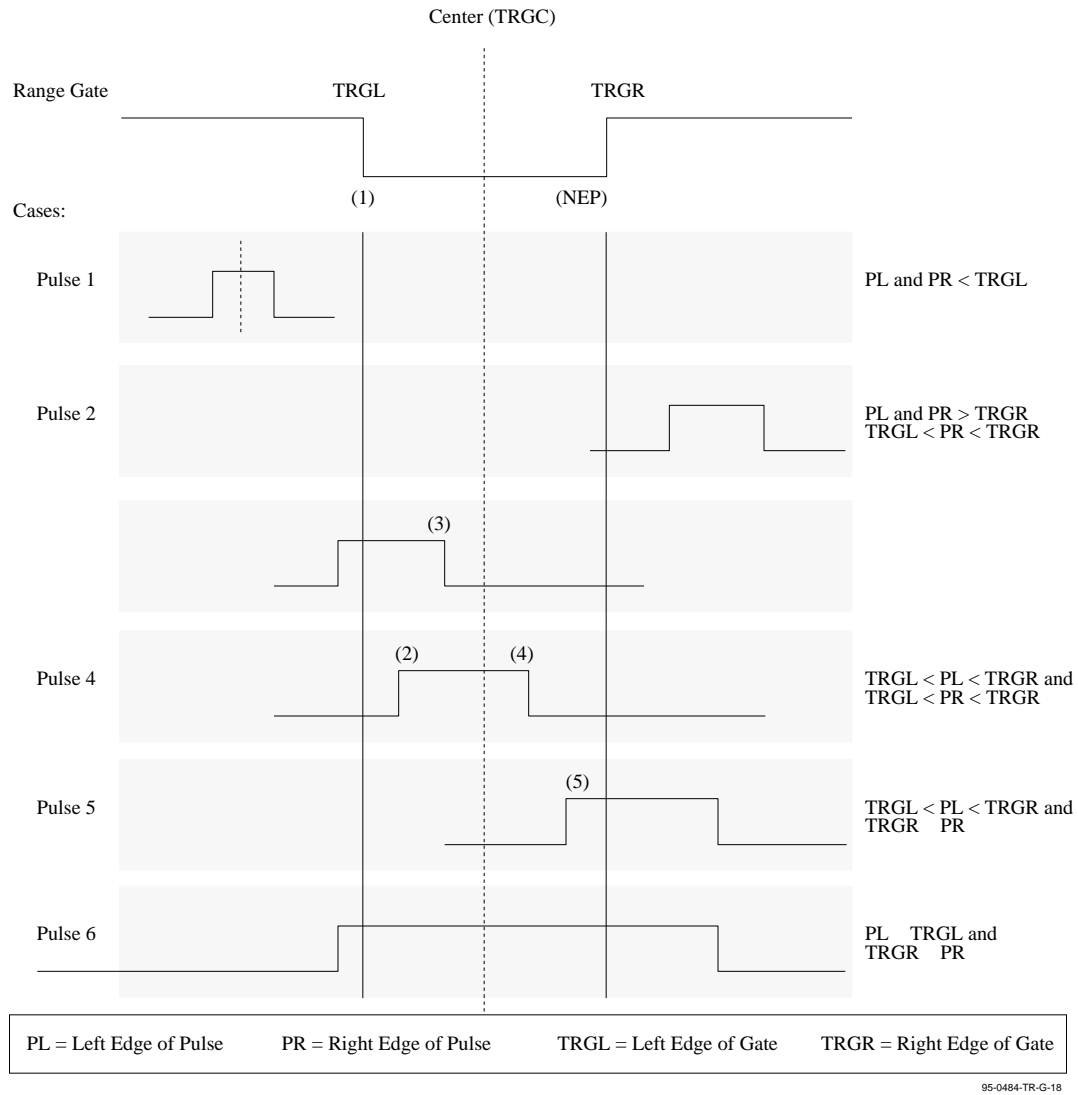 Center (TRGC)
Range Gate
TRGL
TRGR
(1)
(NEP)
Cases:
Pulse 1
PL and PR < TRGL
Pulse 2
PL and PR > TRGR
TRGL < PR < TRGR
(3)
(2)
(4)
Pulse 4
TRGL < PL < TRGR and
TRGL < PR < TRGR
(5)
Pulse 5
TRGL < PL < TRGR and
TRGR PR
Pulse 6
PL TRGL and
TRGR PR
PL = Left Edge of Pulse PR = Right Edge of Pulse TRGL = Left Edge of Gate TRGR = Right Edge of Gate
95-0484-TR-G-18